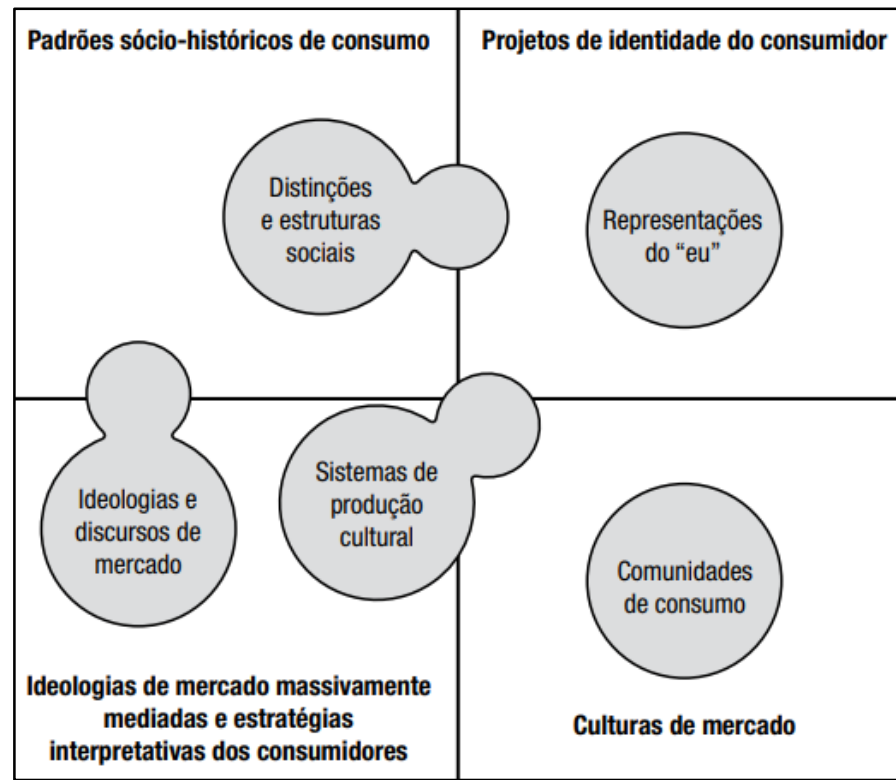 Padrões sócio-históricos de consumo
Projetos de identidade do consumidor
Distinções
e estruturas
sociais
Representações
do “eu”
Ideologias e
discursos de
mercado
Sistemas de
produção
cultural
Comunidades
de consumo
Ideologias de mercado massivamente
mediadas e estratégias
interpretativas dos consumidores
Culturas de mercado